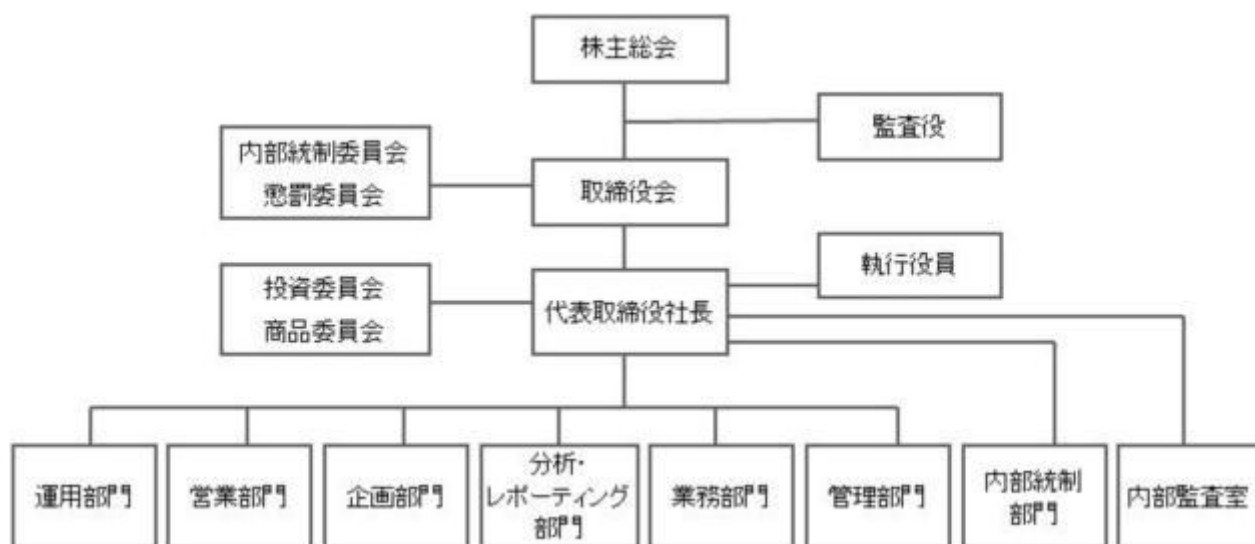 株主総会
監査役
内部統制委員会
懲罰委員会
取締役会
執行役員
投資委員会
商品委員会
代表取締役社長
運用部門
営業部門
企画部門
分析・
レポーティング
部門
業務部門
管理部門
内部統制
部門
内部監査室